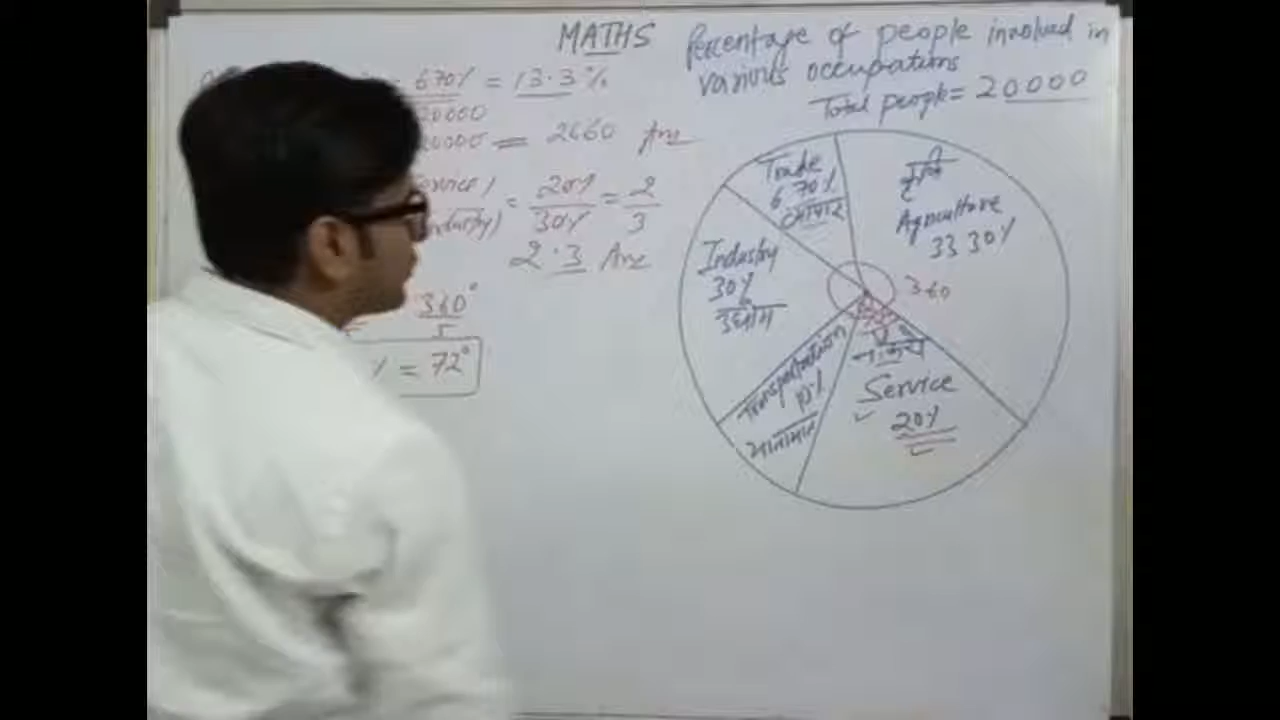 MATHS
Percentage of people involved in
various occupations
Total people = 20000
= 6.70% = 13.3%
20000
20000 = 2660 Ans
Service) = 20% = 2
Industry) 30% 3
2:3 Ans
360°
5
% = 72°
Trade
6.70%
व्यापार
कृषि
Agriculture
33.30%
Industry
30%
उद्योग
360
Transportation
10%
यातायात
Service
20%